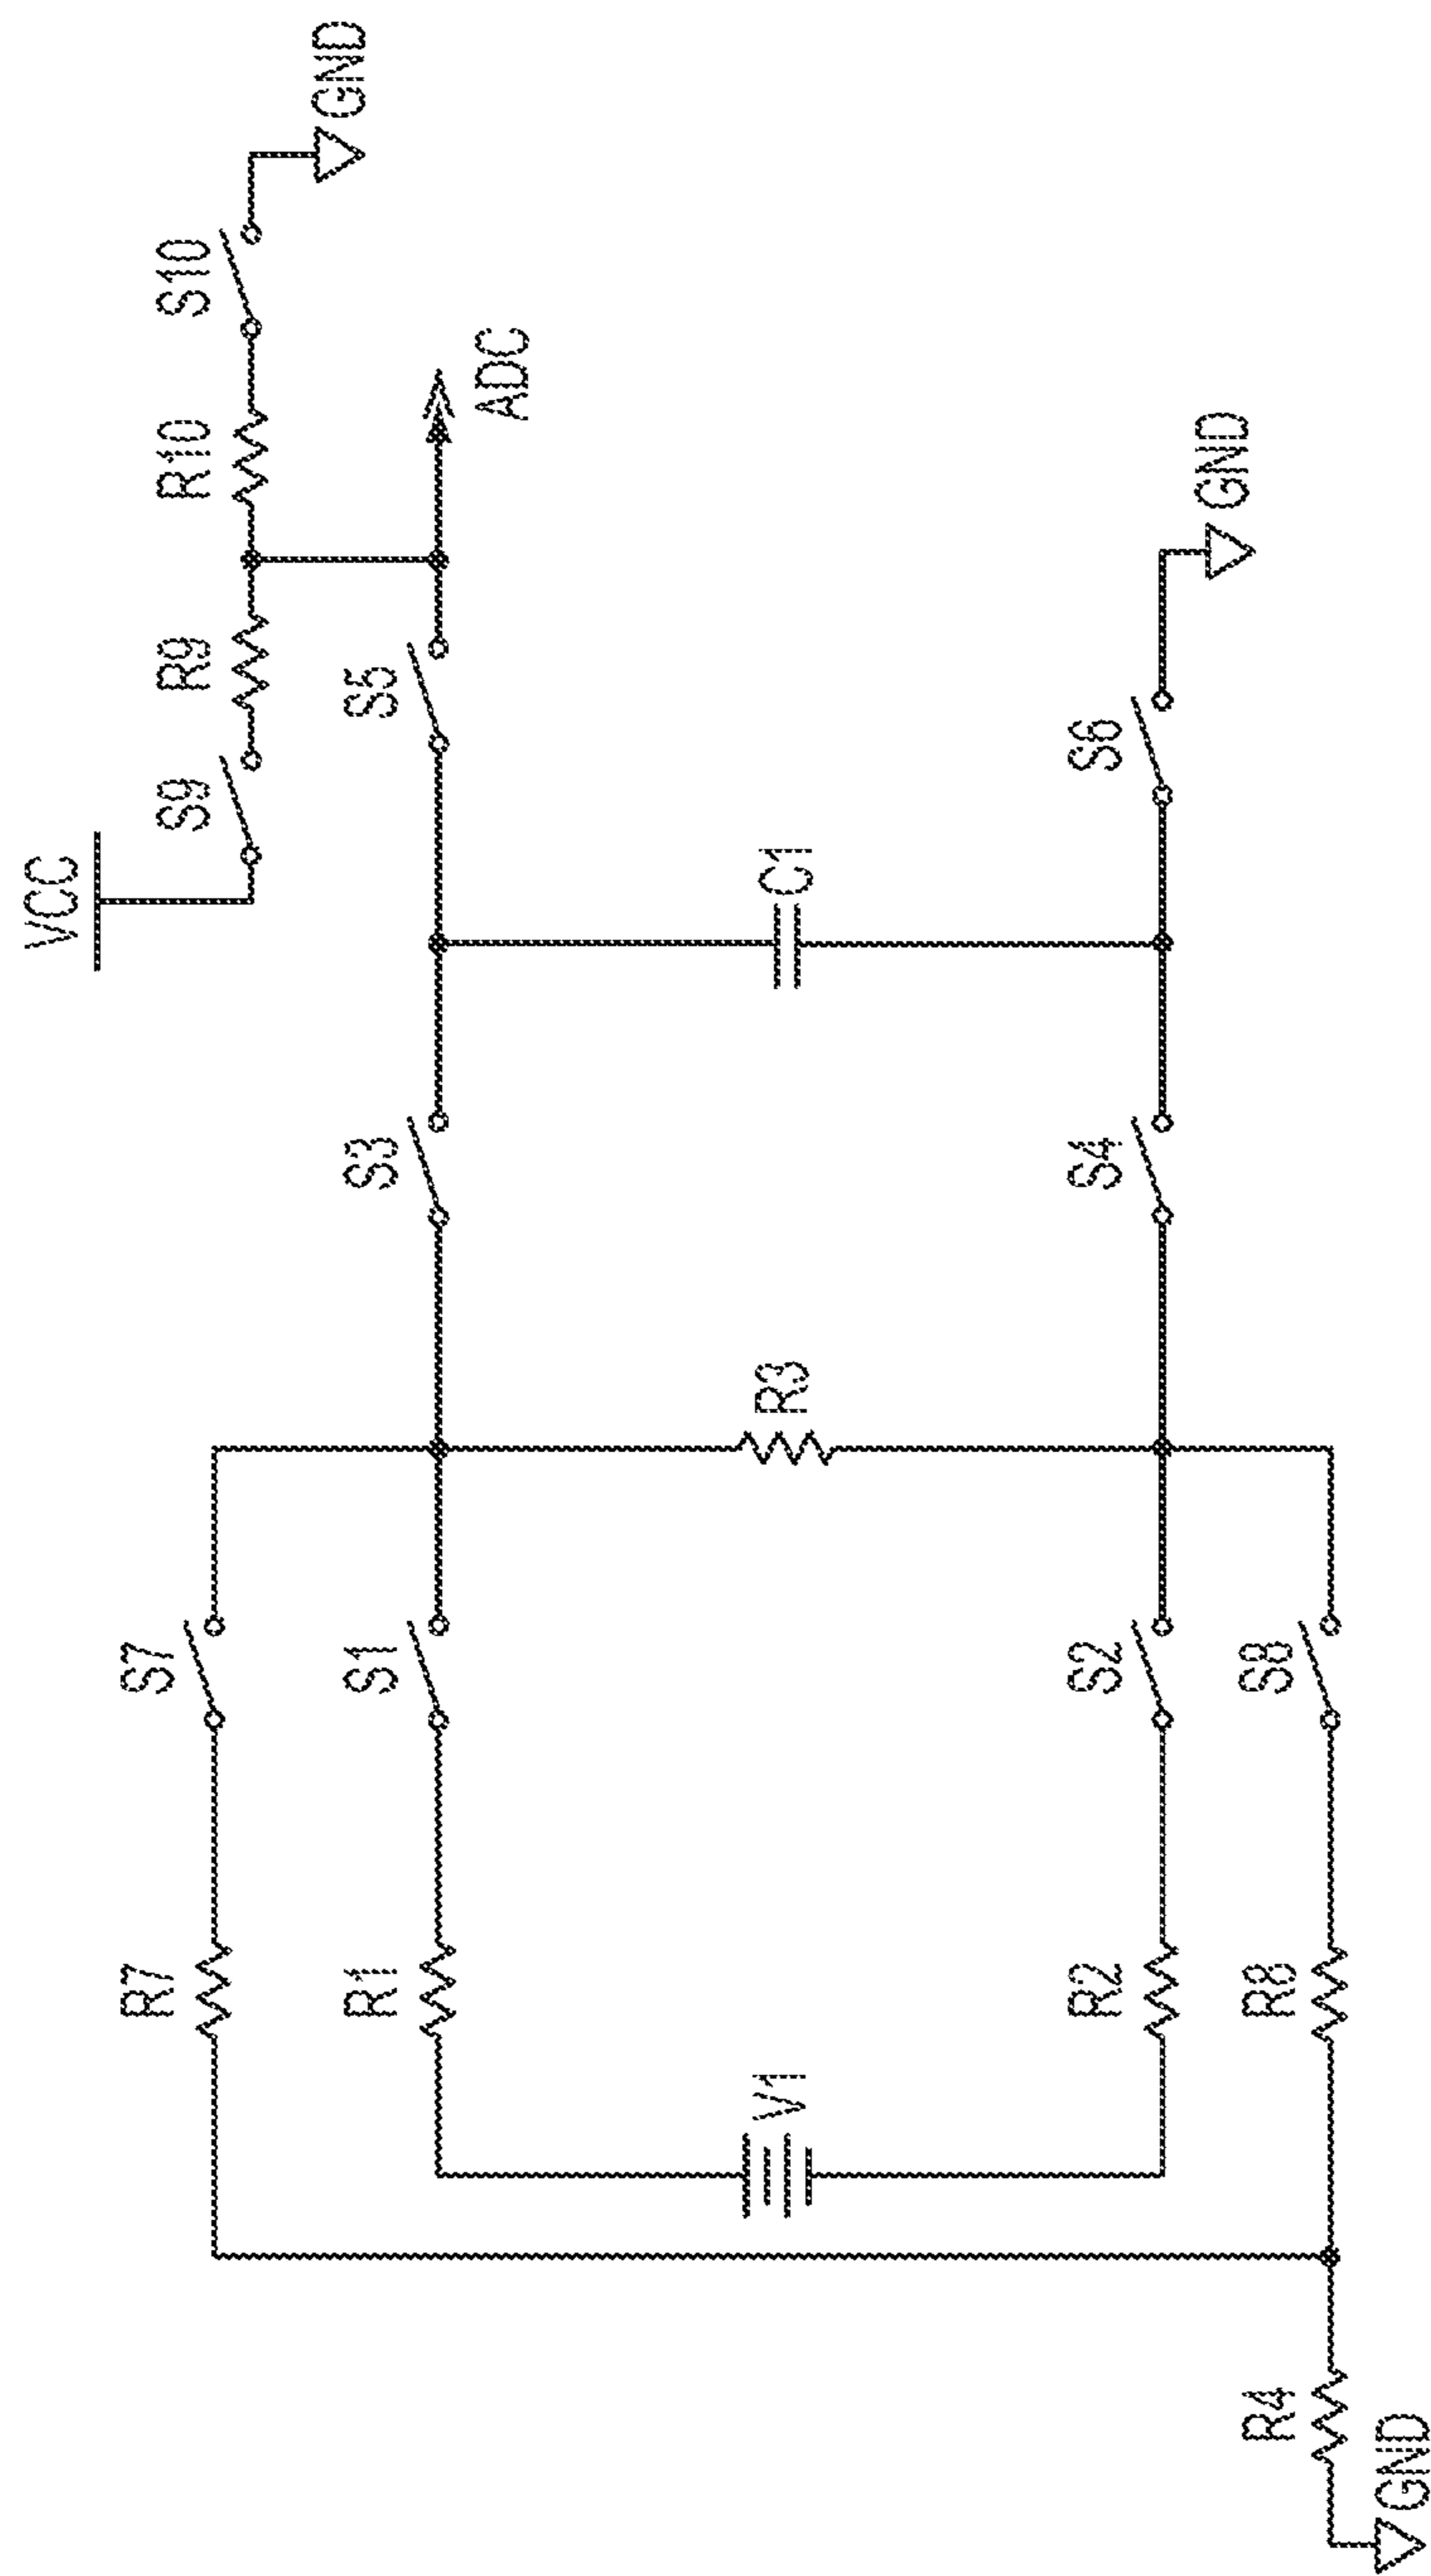 VCC
S9
R9
R10
S10
GND
S7
R7
S1
R1
S3
S5
ADC
V1
R3
C1
R2
S2
S4
S6
GND
R8
S8
R4
GND